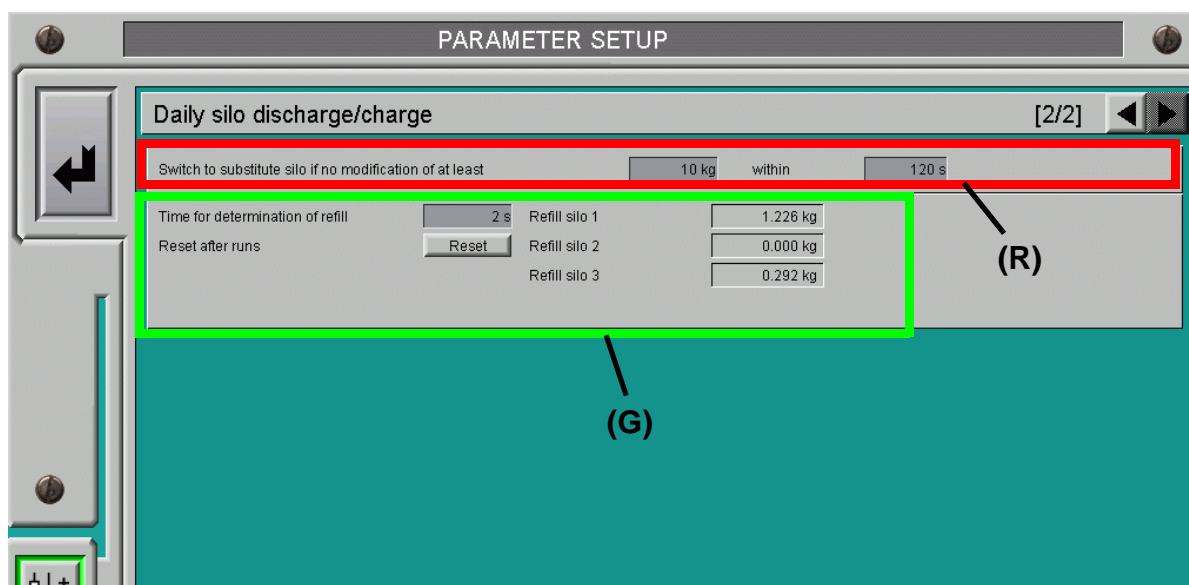 PARAMETER SETUP
Daily silo discharge/charge [2/2]
Switch to substitute silo if no modification of at least 10 kg within 120 s
Time for determination of refill 2 s Refill silo 1 1.226 kg
Reset after runs Reset Refill silo 2 0.000 kg
Refill silo 3 0.292 kg
(R)
(G)